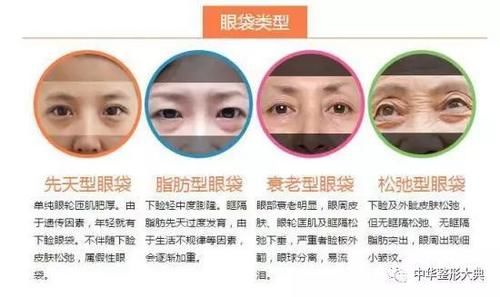 眼袋类型
先天型眼袋
单纯眼轮匝肌肥厚。由
于遗传因素，年轻就有
下睑眼袋。不伴随下睑
皮肤松弛，属假性眼
袋。
脂肪型眼袋
下睑轻中度膨隆。眶隔
脂肪先天过度发育，由
于生活不规律等因素，
会逐渐加重。
衰老型眼袋
眼部衰老明显，眼周皮
肤、眼轮匡肌及眶隔松
弛下垂，严重者睑板外
翻，眼球分离，易流
泪。
松弛型眼袋
下睑及外眦皮肤松弛，
但无眶隔松弛、无眶隔
脂肪突出，眼周出现细
小皱纹。
中华整形大典